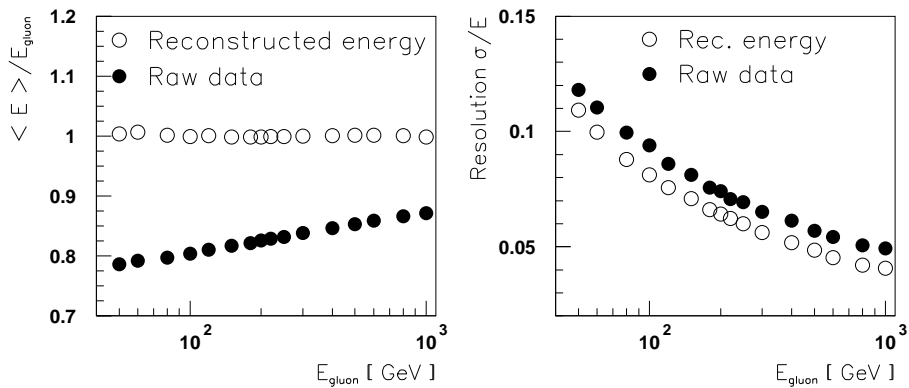 < E >/E_gluon
1.2
1.1
1
0.9
0.8
0.7
Reconstructed energy
Raw data
10^2
10^3
E_gluon [ GeV ]
Resolution σ/E
0.15
0.1
0.05
Rec. energy
Raw data
10^2
10^3
E_gluon [ GeV ]